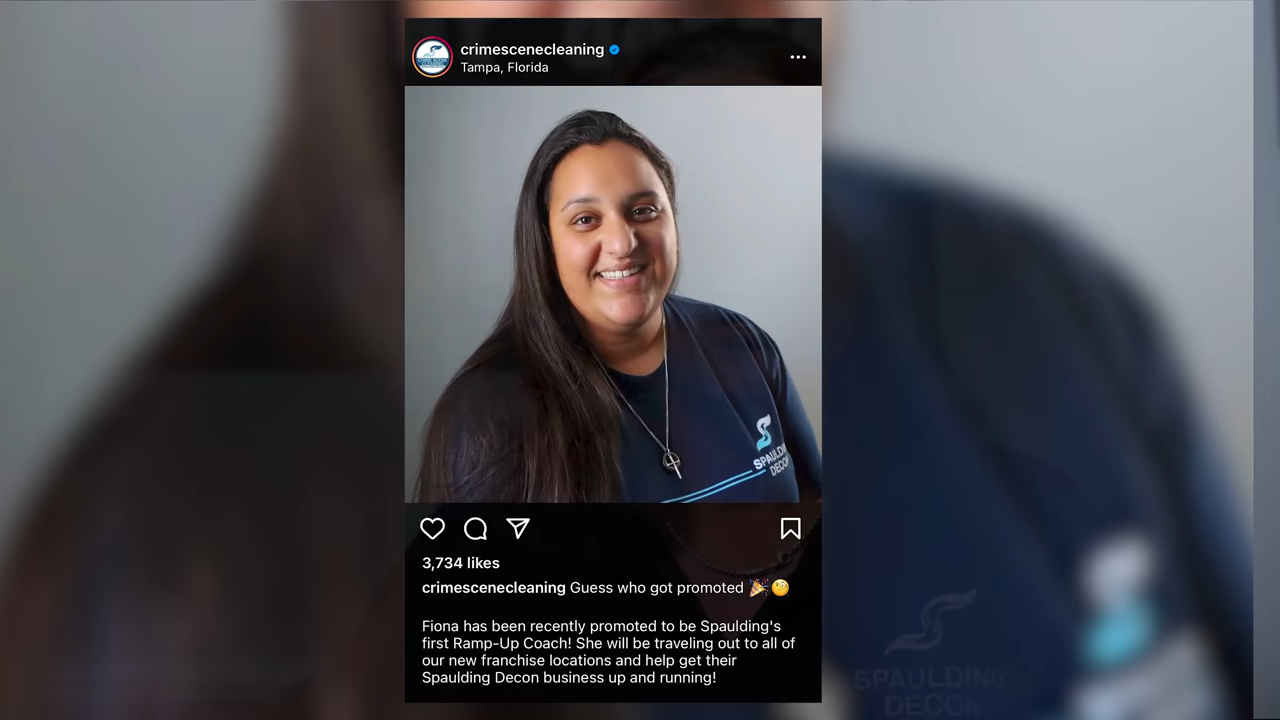 crimescenecleaning
Tampa, Florida
SPAULDING
DECON
3,734 likes
crimescenecleaning Guess who got promoted 🎉🧐
Fiona has been recently promoted to be Spaulding's
first Ramp-Up Coach! She will be traveling out to all of
our new franchise locations and help get their
Spaulding Decon business up and running!
SPAULDING
DECON